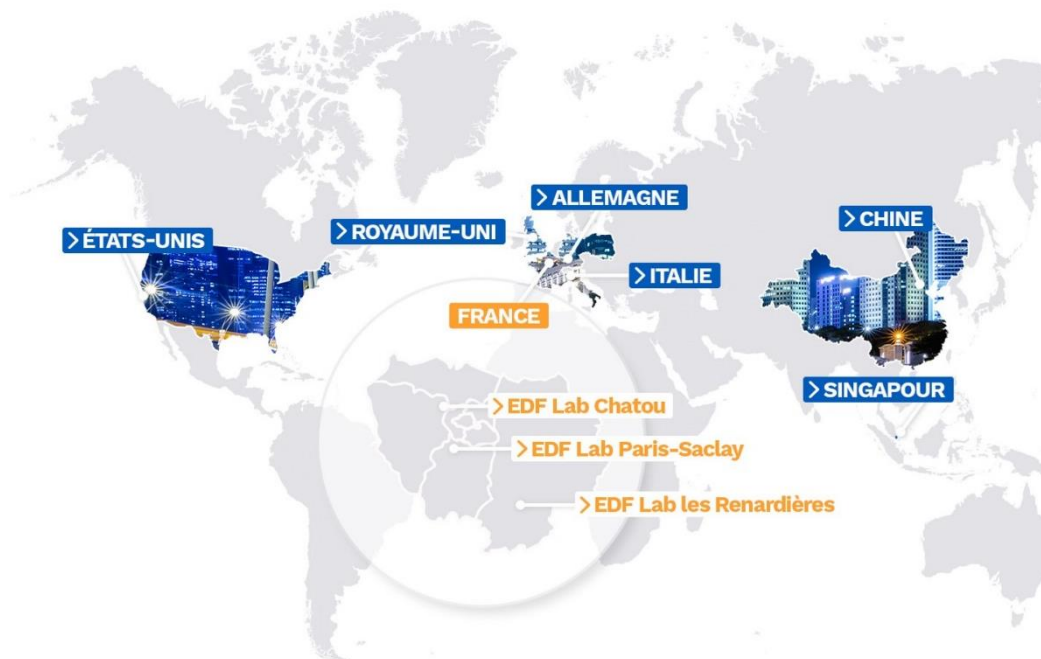 > ALLEMAGNE
> ROYAUME-UNI
> CHINE
> ÉTATS-UNIS
> ITALIE
FRANCE
> SINGAPOUR
> EDF Lab Chatou
> EDF Lab Paris-Saclay
> EDF Lab les Renardières